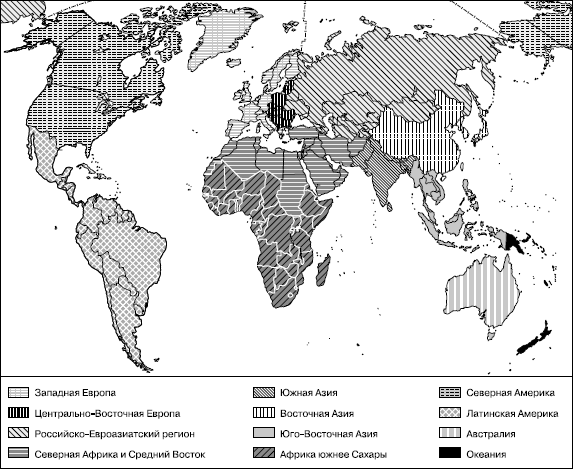 Западная Европа
Центрально-Восточная Европа
Российско-Евроазиатский регион
Северная Африка и Средний Восток
Южная Азия
Восточная Азия
Юго-Восточная Азия
Африка южнее Сахары
Северная Америка
Латинская Америка
Австралия
Океания